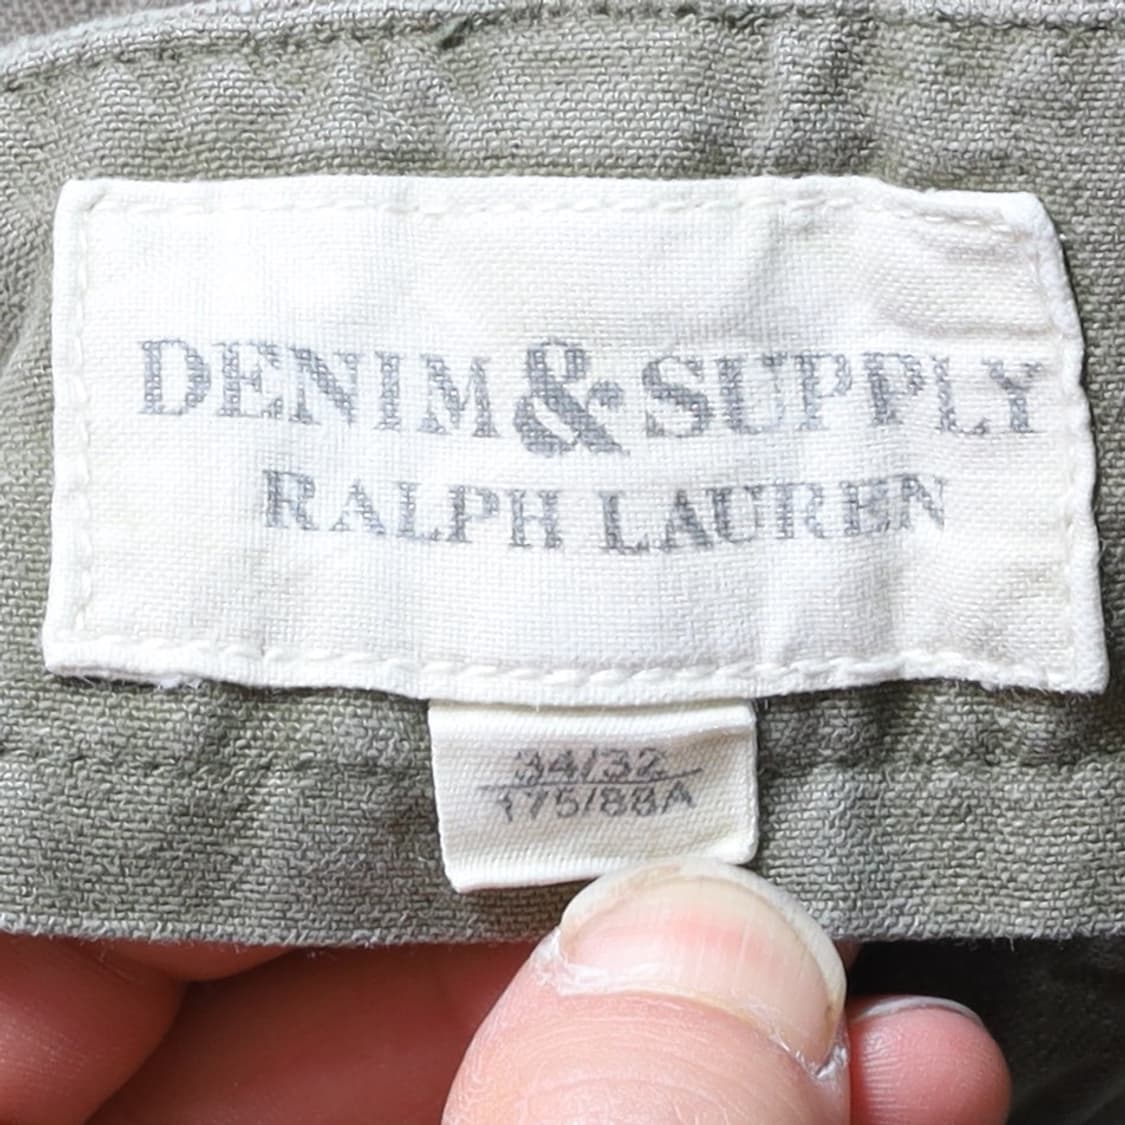 DENIM & SUPPLY
RALPH LAUREN
34/32
175/88A